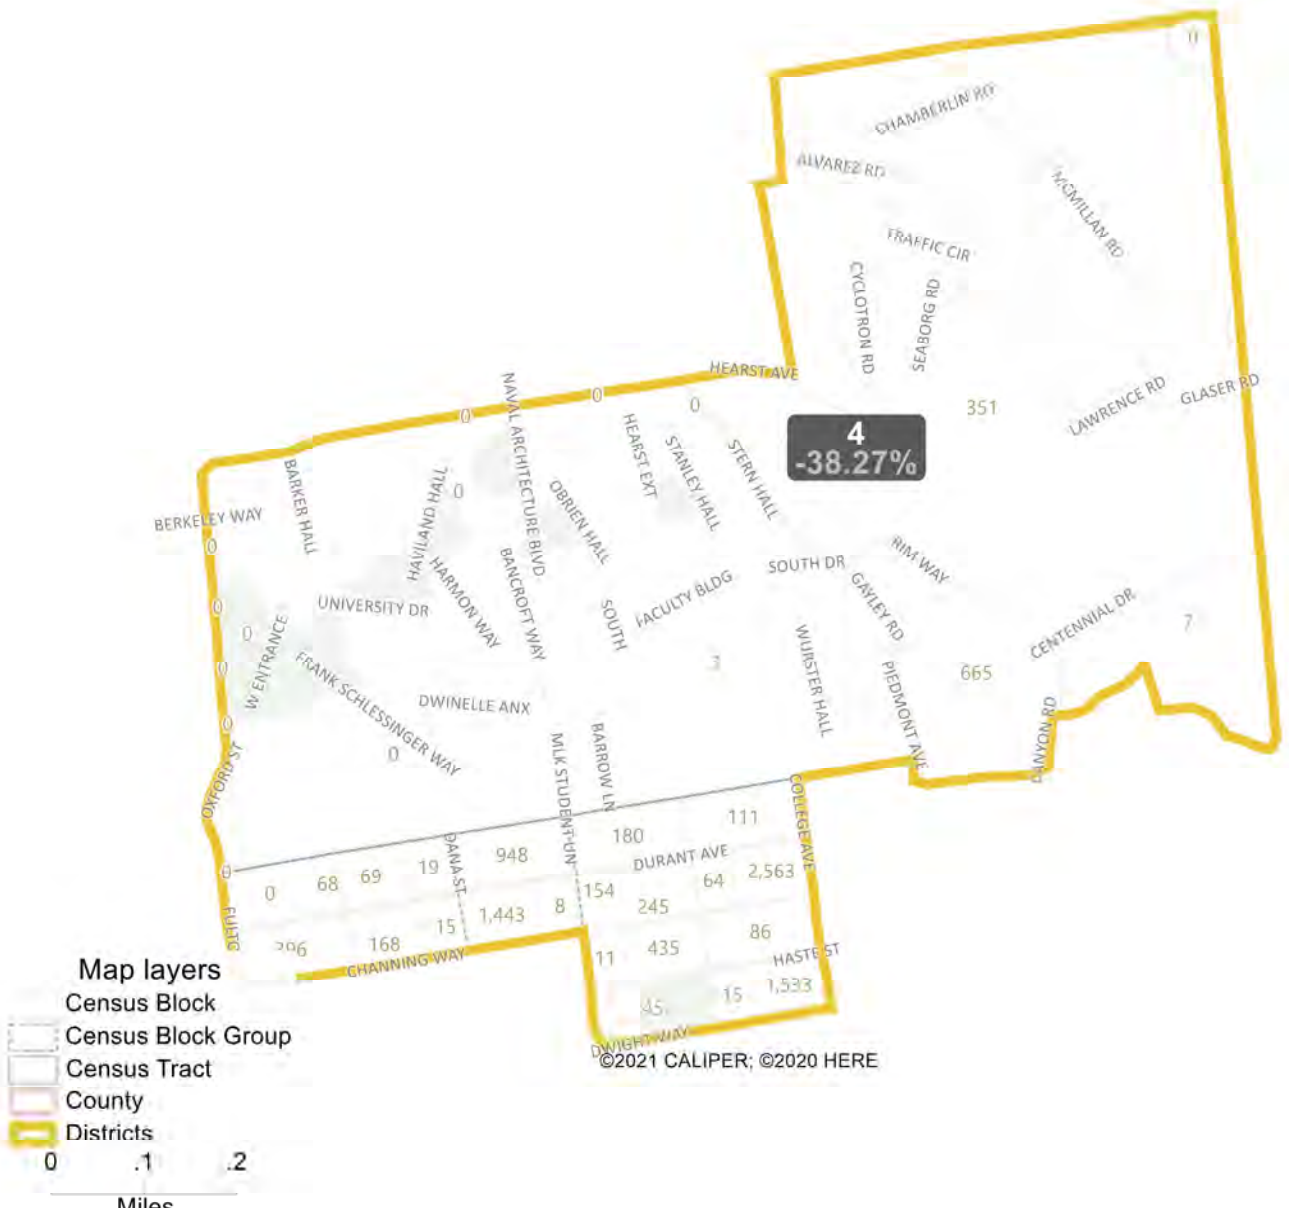 0
CHAMBERLIN RD
ALVAREZ RD
MCMILLAN RD
TRAFFIC CIR
CYCLOTRON RD
SEABORG RD
HEARST AVE
NAVAL ARCHITECTURE BLVD
0
0
0
351
LAWRENCE RD
GLASER RD
4
-38.27%
HEARST EXT
STANLEY HALL
STERN HALL
BARKER HALL
HAVILAND HALL
0
OBRIEN HALL
BERKELEY WAY
0
HARMON WAY
BANCROFT WAY
SOUTH
FACULTY BLDG
SOUTH DR
RIM WAY
GAYLEY RD
UNIVERSITY DR
0
0
W ENTRANCE
CENTENNIAL DR
7
WURSTER HALL
3
0
FRANK SCHLESSINGER WAY
DWINELLE ANX
PIEDMONT AVE
665
0
0
OXFORD ST
MLK STUDENT UN
BARROW LN
COLLEGE AVE
0
0
68
69
19
DANA ST
948
180
111
DURANT AVE
64
2,563
154
245
8
1,443
15
168
CHANNING WAY
11
435
86
HASTE ST
15
1,533
DWIGHT WAY
©2021 CALIPER; ©2020 HERE
Map layers
Census Block
Census Block Group
Census Tract
County
Districts
0 .1 .2
Miles